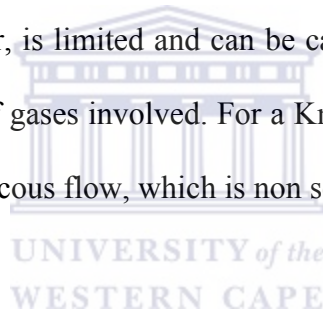 r, is limited and can be ca
f gases involved. For a Kn
cous flow, which is non s
UNIVERSITY of the
WESTERN CAPE